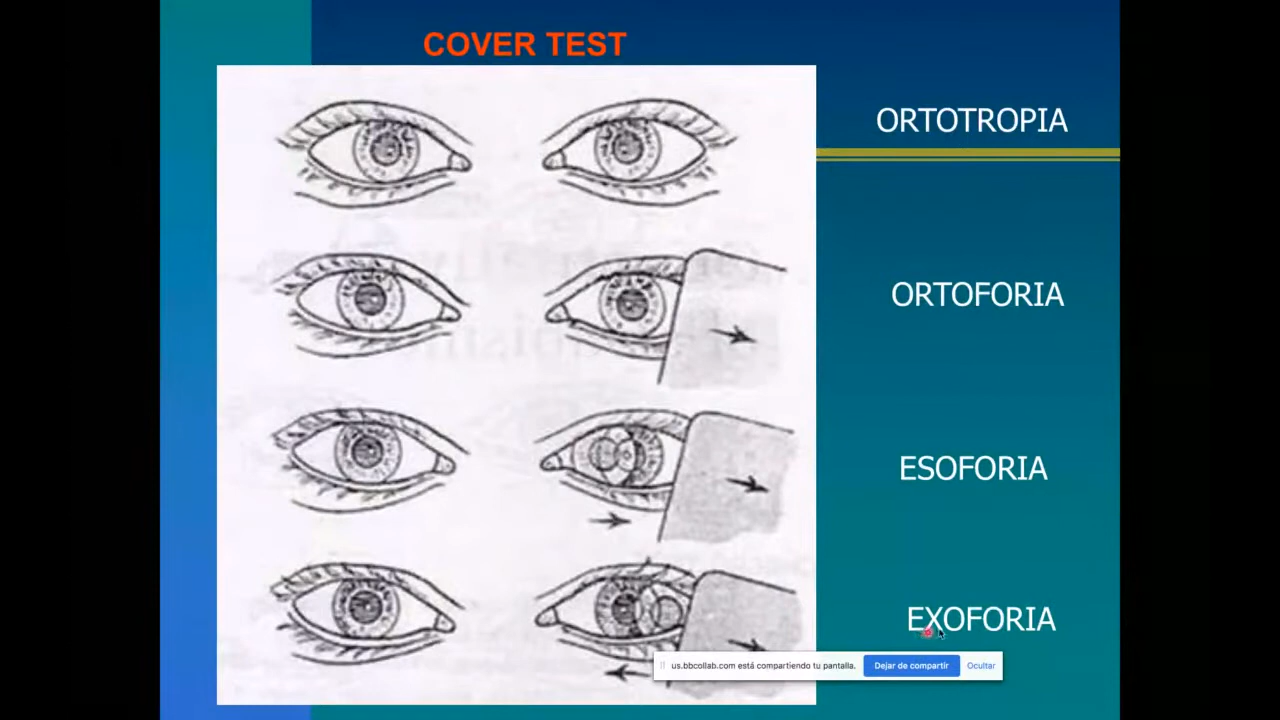 COVER TEST
ORTOTROPIA
ORTOFORIA
ESOFORIA
EXOFORIA
us.bbcollab.com está compartiendo tu pantalla.
Dejar de compartir
Ocultar